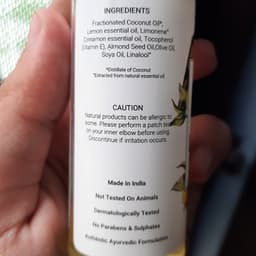 INGREDIENTS
Fractionated Coconut Oil*,
Lemon essential oil, Limonene*
Cinnamon essential oil, Tocopherol
(Vitamin E), Almond Seed Oil,Olive Oil,
Soya Oil, Linalool*
*Distillate of Coconut
*Extracted from natural essential oil
CAUTION
Natural products can be allergic to
some. Please perform a patch test
on your inner elbow before using.
Discontinue if irritation occurs.
Made In India
Not Tested On Animals
Dermatologically Tested
No Parabens & Sulphates
Ayurvedic Formulation